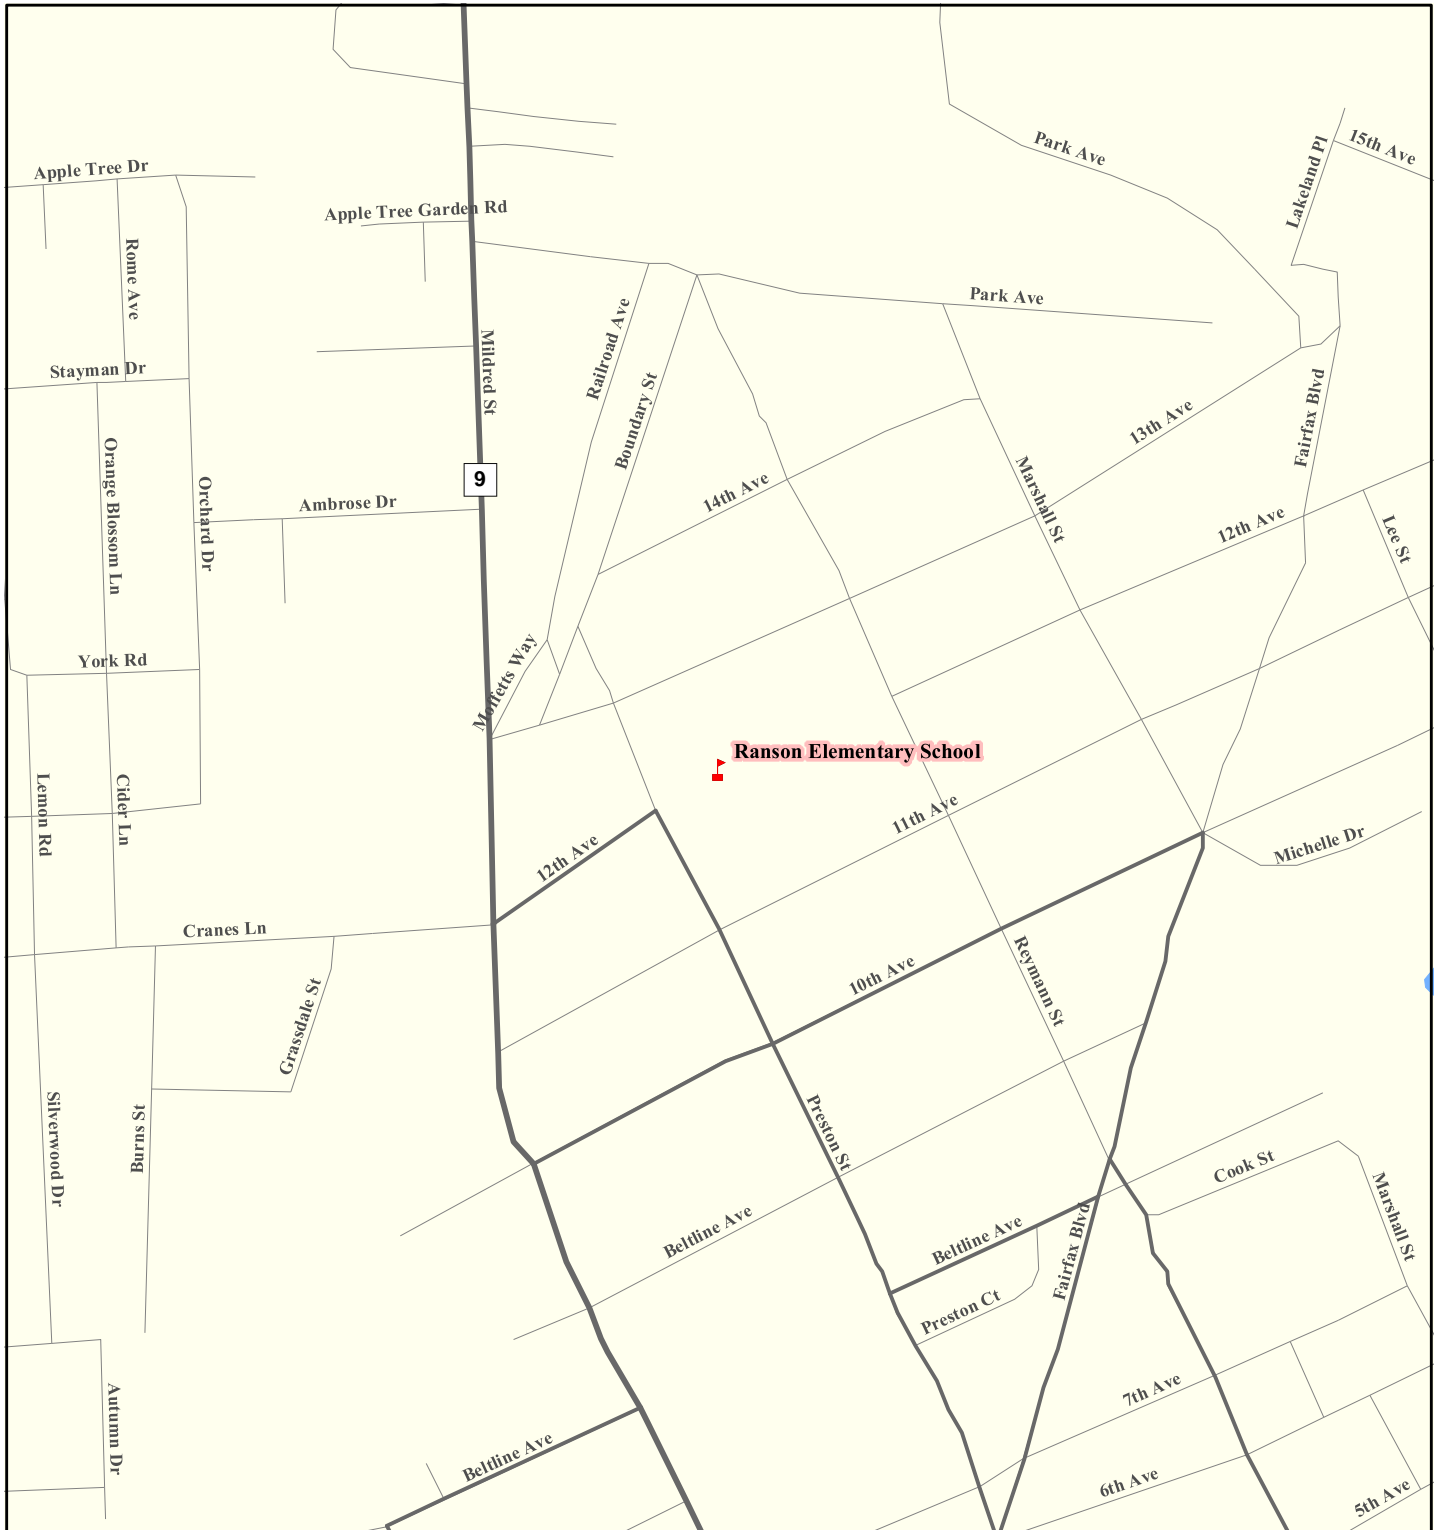 Park Ave
15th Ave
Lakeland Pl
Apple Tree Dr
Apple Tree Garden Rd
Rome Ave
Park Ave
Railroad Ave
Mildred St
Stayman Dr
Boundary St
Fairfax Blvd
13th Ave
Orange Blossom Ln
Orchard Dr
9
14th Ave
Marshall St
Ambrose Dr
12th Ave
Lee St
York Rd
Moffetts Way
Ranson Elementary School
Lemon Rd
Cider Ln
11th Ave
12th Ave
Michelle Dr
Cranes Ln
10th Ave
Reymann St
Grassdale St
Silverwood Dr
Burns St
Preston St
Cook St
Marshall St
Beltline Ave
Beltline Ave
Fairfax Blvd
Preston Ct
7th Ave
Autumn Dr
Beltline Ave
6th Ave
5th Ave